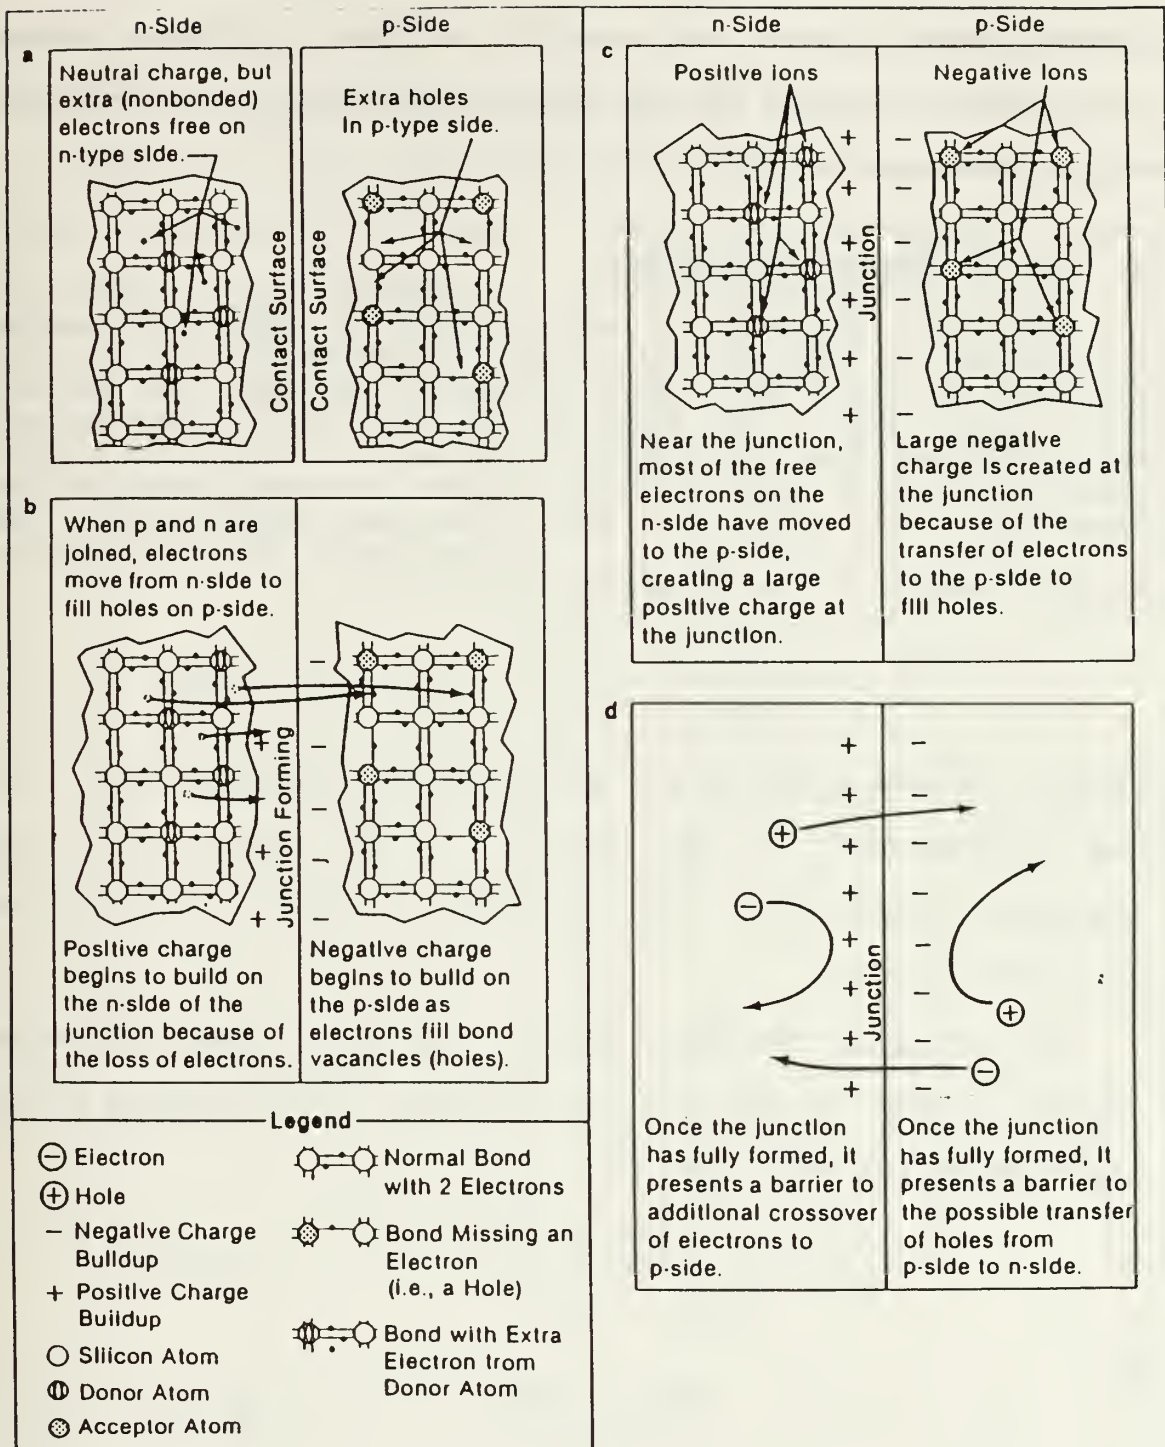 n-Side
p-Side
a
Neutral charge, but
extra (nonbonded)
electrons free on
n-type side.
Extra holes
in p-type side.
Contact Surface
Contact Surface
b
When p and n are
joined, electrons
move from n-side to
fill holes on p-side.
+
+
+
Junction Forming
−
−
−
−
−
Positive charge
begins to build on
the n-side of the
junction because of
the loss of electrons.
Negative charge
begins to build on
the p-side as
electrons fill bond
vacancies (holes).
Legend
− Electron
+ Hole
− Negative Charge
Buildup
+ Positive Charge
Buildup
Silicon Atom
Donor Atom
Acceptor Atom
Normal Bond
with 2 Electrons
Bond Missing an
Electron
(i.e., a Hole)
Bond with Extra
Electron from
Donor Atom
n-Side
p-Side
c
Positive ions
Negative ions
+ −
+ −
+ −
+ −
+ −
+ −
Junction
Near the junction,
most of the free
electrons on the
n-side have moved
to the p-side,
creating a large
positive charge at
the junction.
Large negative
charge is created at
the junction
because of the
transfer of electrons
to the p-side to
fill holes.
d
+ −
+ −
+ + −
+ −
− + −
+ − +
+ −
+ − −
Junction
Once the junction
has fully formed, it
presents a barrier to
additional crossover
of electrons to
p-side.
Once the junction
has fully formed, it
presents a barrier to
the possible transfer
of holes from
p-side to n-side.